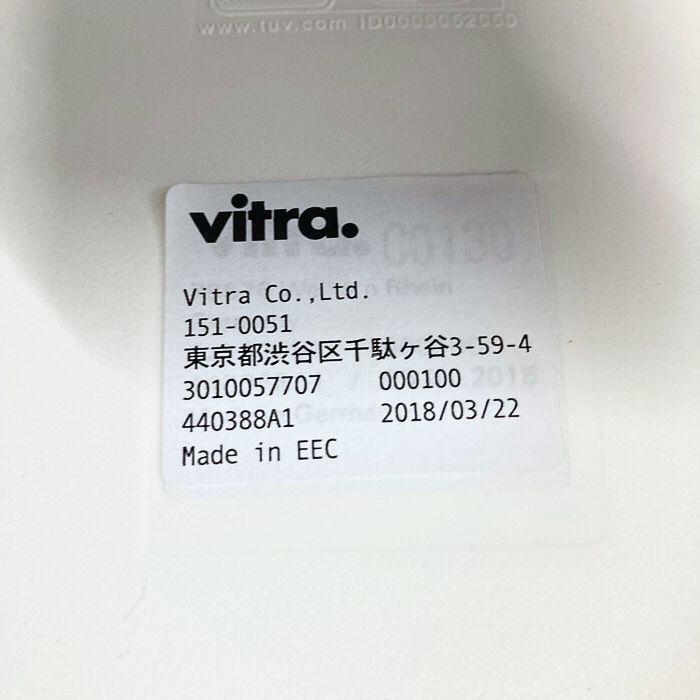 www.tuv.com ID0000052050
vitra.
Vitra Co.,Ltd.
151-0051
東京都渋谷区千駄ヶ谷3-59-4
3010057707 000100
440388A1 2018/03/22
Made in EEC